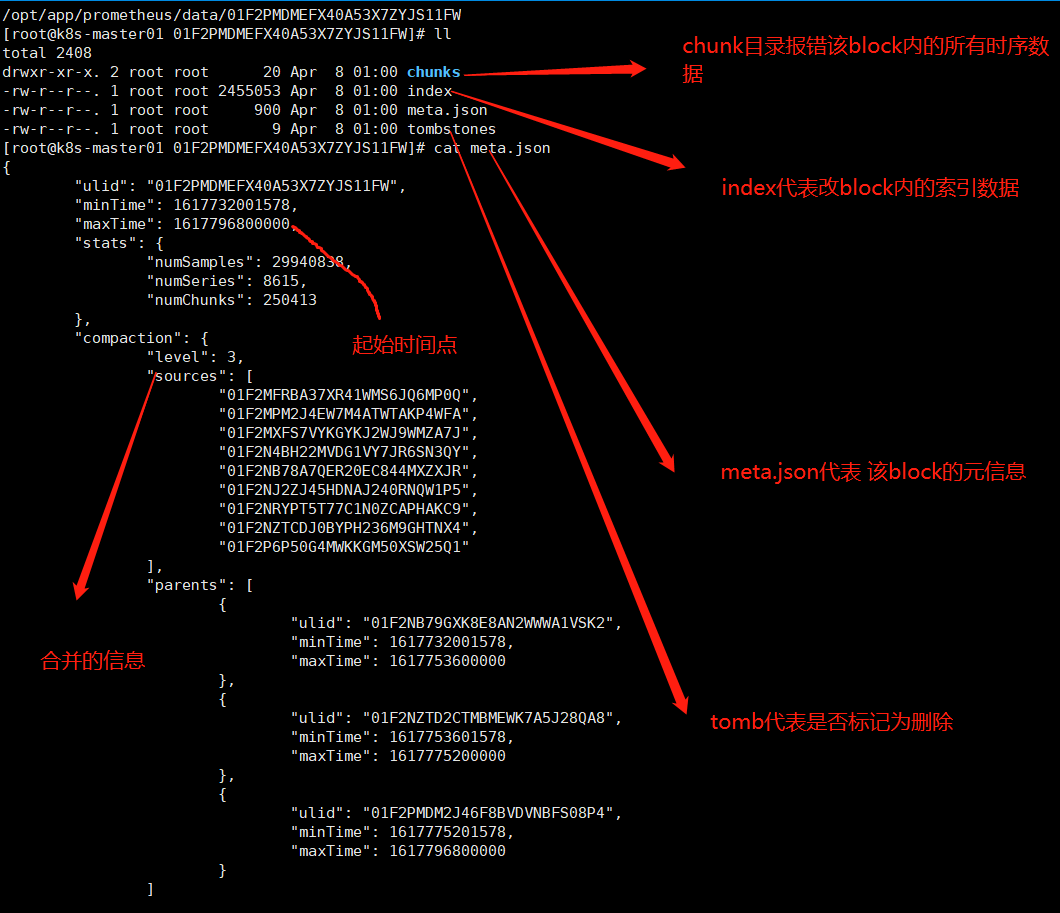 /opt/app/prometheus/data/01F2PMDMEFX40A53X7ZYJS11FW
[root@k8s-master01 01F2PMDMEFX40A53X7ZYJS11FW]# ll
total 2408
drwxr-xr-x. 2 root root      20 Apr  8 01:00 chunks
-rw-r--r--. 1 root root 2455053 Apr  8 01:00 index
-rw-r--r--. 1 root root     900 Apr  8 01:00 meta.json
-rw-r--r--. 1 root root       9 Apr  8 01:00 tombstones
[root@k8s-master01 01F2PMDMEFX40A53X7ZYJS11FW]# cat meta.json
{
        "ulid": "01F2PMDMEFX40A53X7ZYJS11FW",
        "minTime": 1617732001578,
        "maxTime": 1617796800000,
        "stats": {
                "numSamples": 29940838,
                "numSeries": 8615,
                "numChunks": 250413
        },
        "compaction": {
                "level": 3,
                "sources": [
                        "01F2MFRBA37XR41WMS6JQ6MP0Q",
                        "01F2MPM2J4EW7M4ATWTAKP4WFA",
                        "01F2MXFS7VYKGYKJ2WJ9WMZA7J",
                        "01F2N4BH22MVDG1VY7JR6SN3QY",
                        "01F2NB78A7QER20EC844MXZXJR",
                        "01F2NJ2ZJ45HDNAJ240RNQW1P5",
                        "01F2NRYPT5T77C1N0ZCAPHAKC9",
                        "01F2NZTCDJ0BYPH236M9GHTNX4",
                        "01F2P6P50G4MWKKGM50XSW25Q1"
                ],
                "parents": [
                        {
                                "ulid": "01F2NB79GXK8E8AN2WWWA1VSK2",
                                "minTime": 1617732001578,
                                "maxTime": 1617753600000
                        },
                        {
                                "ulid": "01F2NZTD2CTMBMEWK7A5J28QA8",
                                "minTime": 1617753601578,
                                "maxTime": 1617775200000
                        },
                        {
                                "ulid": "01F2PMDM2J46F8BVDVNBFS08P4",
                                "minTime": 1617775201578,
                                "maxTime": 1617796800000
                        }
                ]
chunk目录报错该block内的所有时序数
据
index代表改block内的索引数据
起始时间点
meta.json代表 该block的元信息
合并的信息
tomb代表是否标记为删除